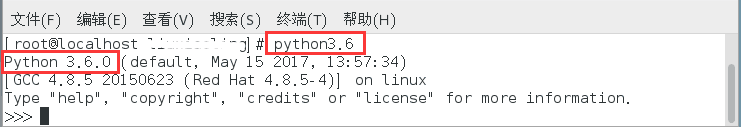 文件(F) 编辑(E) 查看(V) 搜索(S) 终端(T) 帮助(H)
[root@localhost ]# python3.6
Python 3.6.0 (default, May 15 2017, 13:57:34)
[GCC 4.8.5 20150623 (Red Hat 4.8.5-4)] on linux
Type "help", "copyright", "credits" or "license" for more information.
>>>